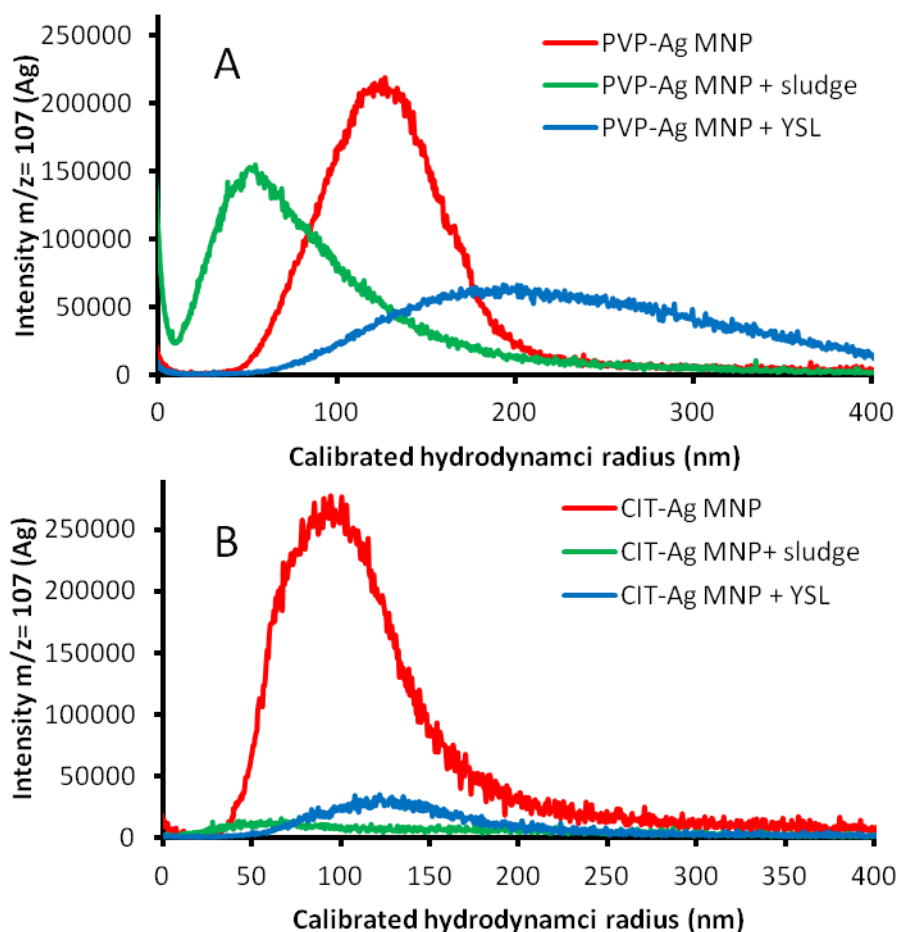 A
PVP-Ag MNP
PVP-Ag MNP + sludge
PVP-Ag MNP + YSL
Intensity m/z= 107 (Ag)
250000
200000
150000
100000
50000
0
0 100 200 300 400
Calibrated hydrodynamci radius (nm)
B
CIT-Ag MNP
CIT-Ag MNP+ sludge
CIT-Ag MNP + YSL
Intensity m/z= 107 (Ag)
250000
200000
150000
100000
50000
0
0 50 100 150 200 250 300 350 400
Calibrated hydrodynamci radius (nm)